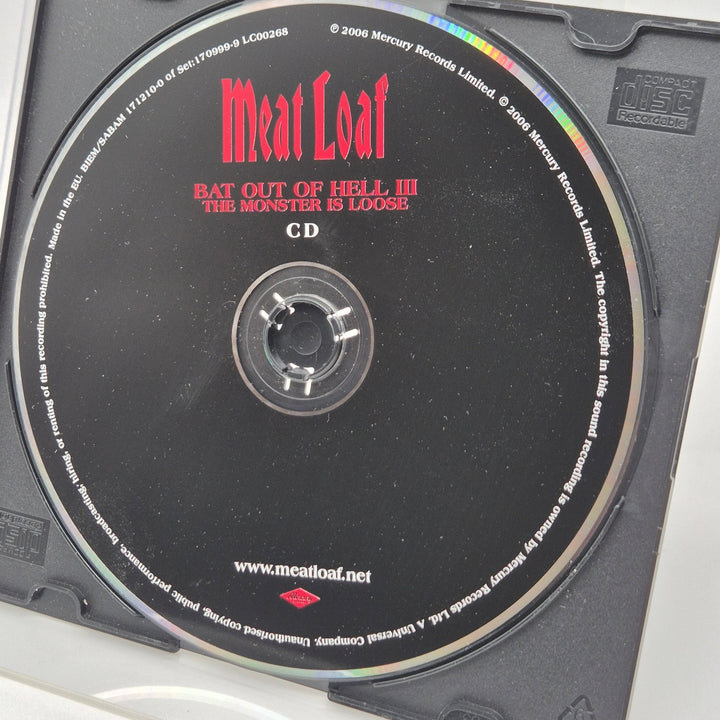 Meat Loaf
BAT OUT OF HELL III
THE MONSTER IS LOOSE
CD
www.meatloaf.net
℗ 2006 Mercury Records Limited. © 2006 Mercury Records Limited. The copyright in this sound recording is owned by Mercury Records Ltd. A Universal Company. Unauthorised copying, public performance, broadcasting, hiring, or renting of this recording prohibited. Made in the EU. BIEM/SABAM 171210-0 of Set:170999-9 LC00268
COMPACT
disc
Recordable